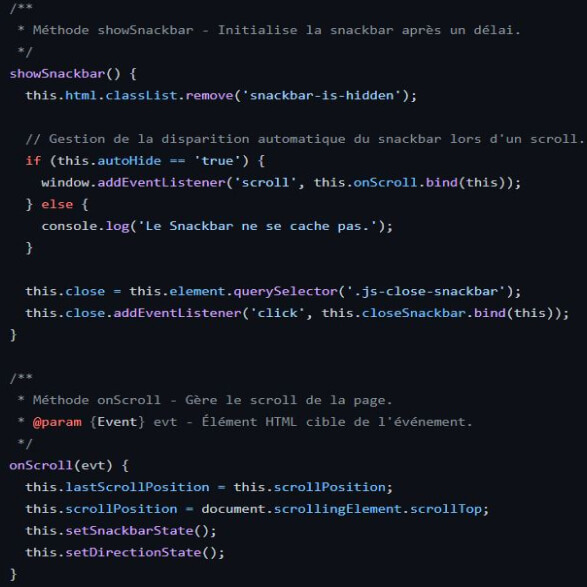 /**
 * Méthode showSnackbar - Initialise la snackbar après un délai.
 */
showSnackbar() {
  this.html.classList.remove('snackbar-is-hidden');

  // Gestion de la disparition automatique du snackbar lors d'un scroll.
  if (this.autoHide == 'true') {
    window.addEventListener('scroll', this.onScroll.bind(this));
  } else {
    console.log('Le Snackbar ne se cache pas.');
  }

  this.close = this.element.querySelector('.js-close-snackbar');
  this.close.addEventListener('click', this.closeSnackbar.bind(this));
}

/**
 * Méthode onScroll - Gère le scroll de la page.
 * @param {Event} evt - Élément HTML cible de l'événement.
 */
onScroll(evt) {
  this.lastScrollPosition = this.scrollPosition;
  this.scrollPosition = document.scrollingElement.scrollTop;
  this.setSnackbarState();
  this.setDirectionState();
}